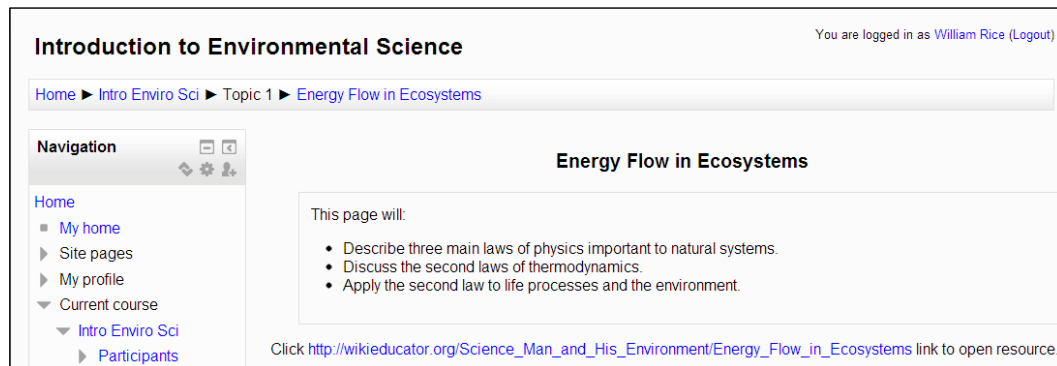 Introduction to Environmental Science
You are logged in as William Rice (Logout)
Home ► Intro Enviro Sci ► Topic 1 ► Energy Flow in Ecosystems
Navigation
Home
My home
Site pages
My profile
Current course
Intro Enviro Sci
Participants
Energy Flow in Ecosystems
This page will:
• Describe three main laws of physics important to natural systems.
• Discuss the second laws of thermodynamics.
• Apply the second law to life processes and the environment.
Click http://wikieducator.org/Science_Man_and_His_Environment/Energy_Flow_in_Ecosystems link to open resource.